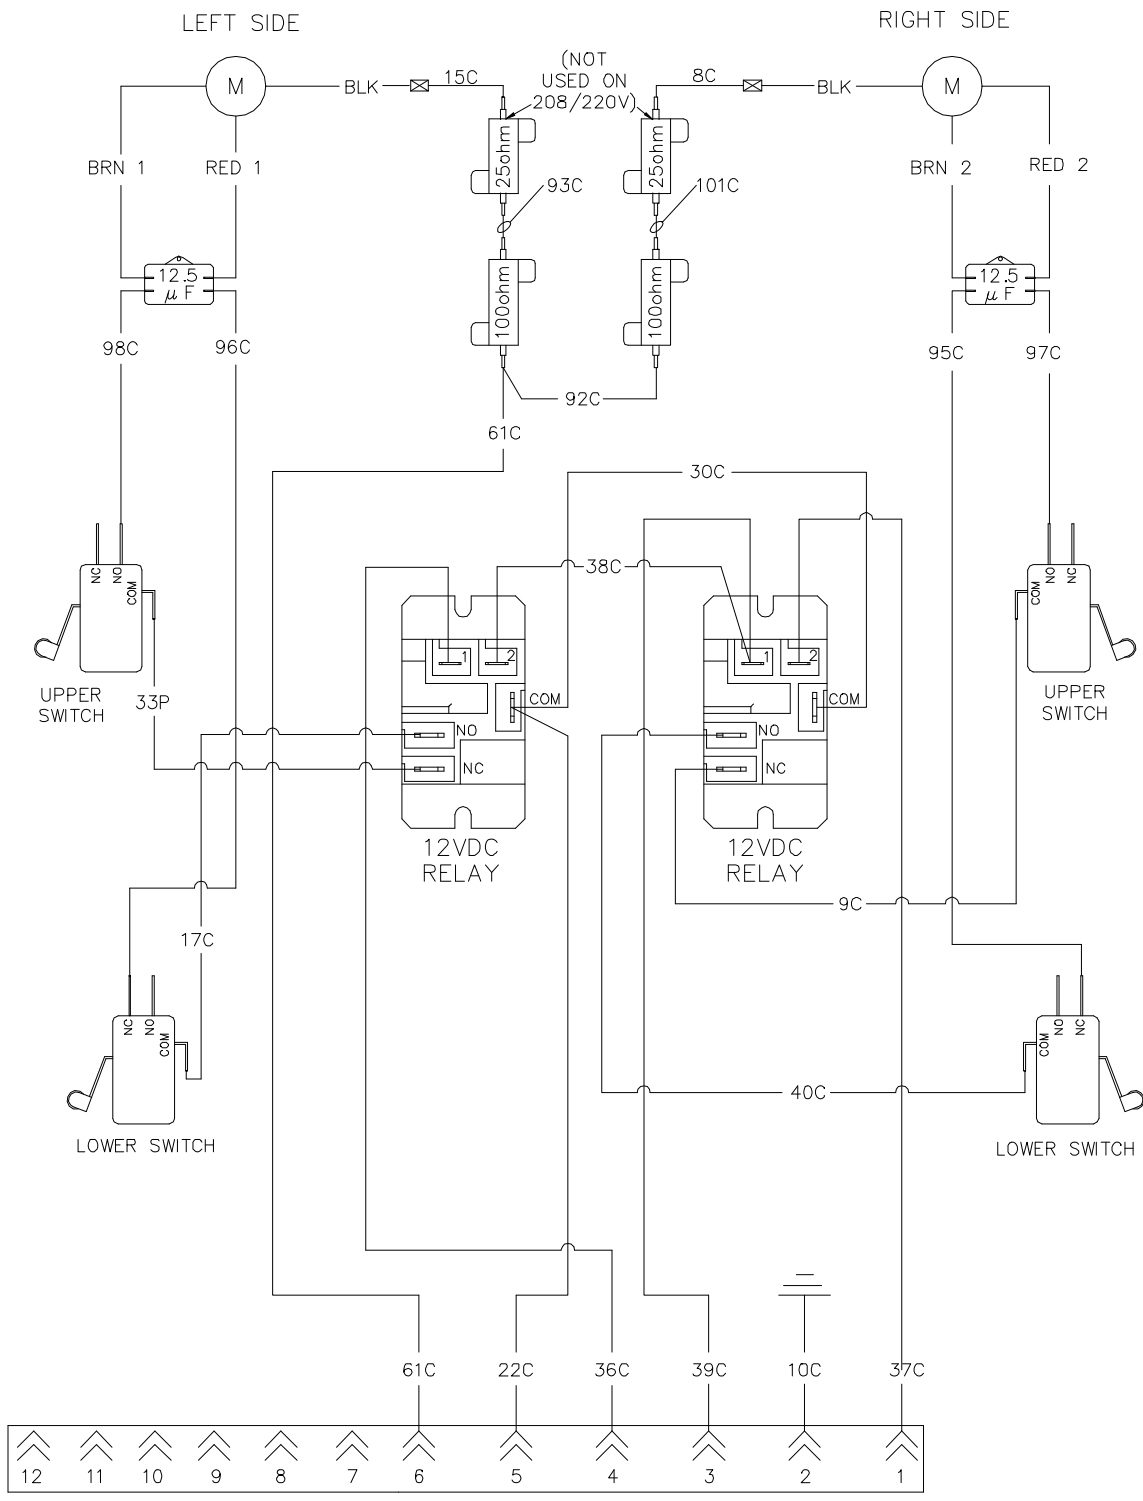 LEFT SIDE
RIGHT SIDE
M
BLK
15C
(NOT
USED ON
208/220V)
8C
BLK
M
BRN 1
RED 1
25ohm
25ohm
BRN 2
RED 2
93C
101C
12.5
µ F
100ohm
100ohm
12.5
µ F
98C
96C
95C
97C
92C
61C
30C
38C
NC
NO
COM
UPPER
SWITCH
33P
1
2
COM
NO
NC
12VDC
RELAY
1
2
COM
NO
NC
12VDC
RELAY
COM
NO
NC
UPPER
SWITCH
9C
17C
NC
NO
COM
LOWER SWITCH
40C
COM
NO
NC
LOWER SWITCH
61C
22C
36C
39C
10C
37C
12
11
10
9
8
7
6
5
4
3
2
1